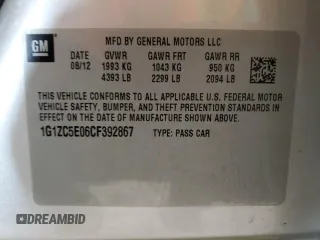 GM
MFD BY GENERAL MOTORS LLC
DATE GVWR GAWR FRT GAWR RR
08/12 1993 KG 1043 KG 950 KG
4393 LB 2299 LB 2094 LB
THIS VEHICLE CONFORMS TO ALL APPLICABLE U.S. FEDERAL MOTOR
VEHICLE SAFETY, BUMPER, AND THEFT PREVENTION STANDARDS IN
EFFECT ON THE DATE OF MANUFACTURE SHOWN ABOVE.
1G1ZC5E06CF392867 TYPE: PASS CAR
DREAMBID